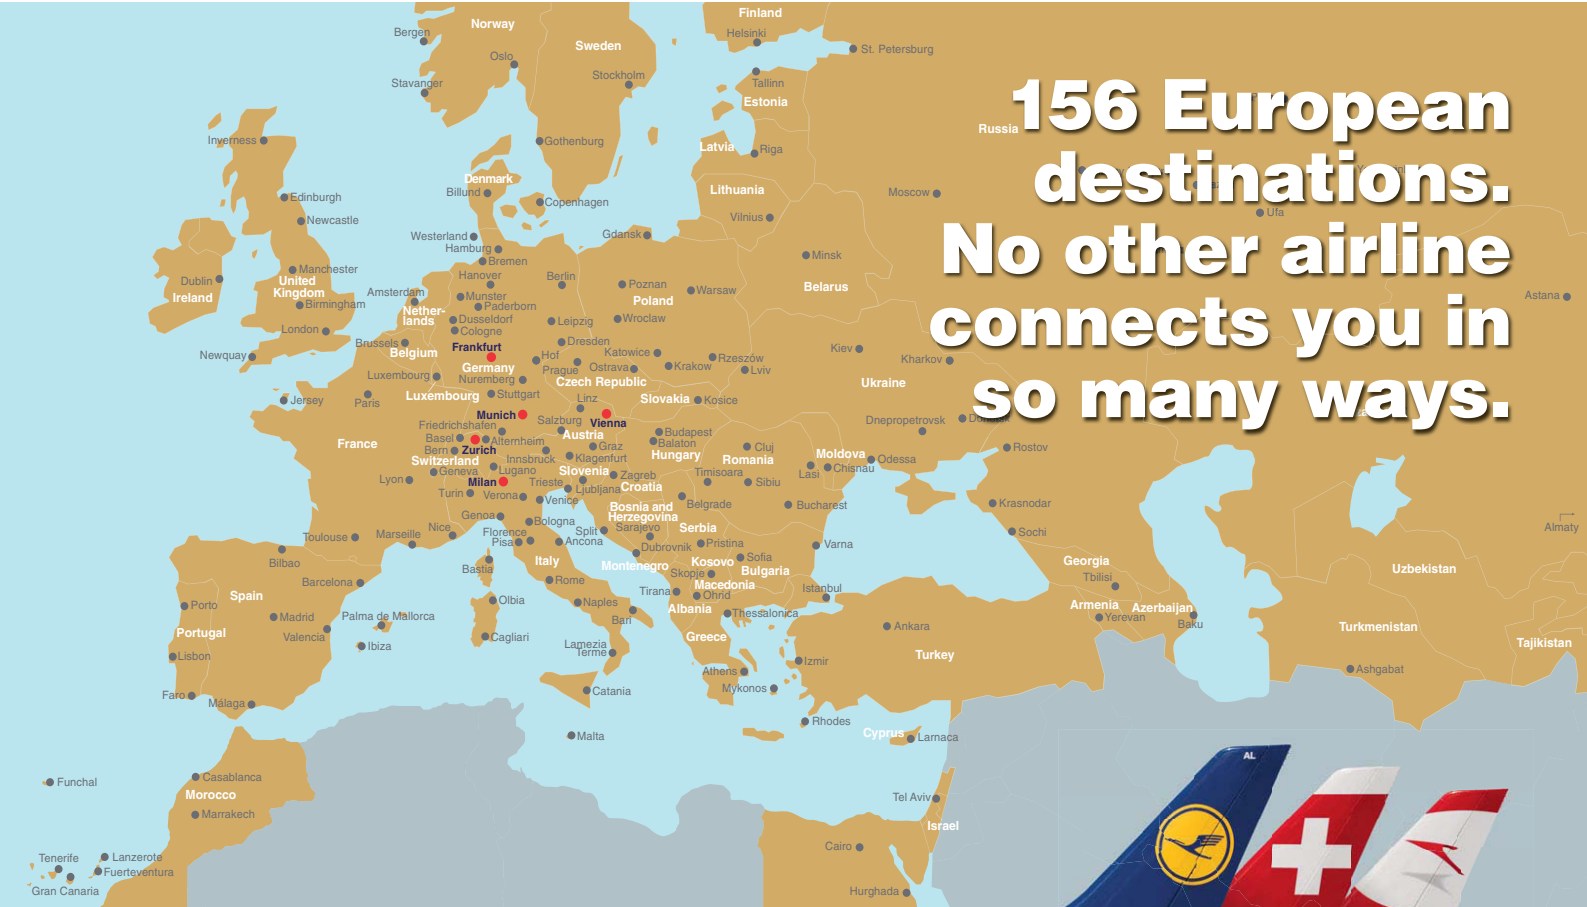 156 European
destinations.
No other airline
connects you in
so many ways.
Norway
Bergen
Oslo
Stavanger
Sweden
Stockholm
Gothenburg
Finland
Helsinki
St. Petersburg
Tallinn
Estonia
Russia
Latvia
Riga
Lithuania
Vilnius
Moscow
Ufa
Inverness
Edinburgh
Newcastle
Dublin
Ireland
Manchester
United
Kingdom
Birmingham
London
Newquay
Jersey
Denmark
Billund
Copenhagen
Westerland
Hamburg
Bremen
Hanover
Berlin
Gdansk
Minsk
Belarus
Astana
Amsterdam
Nether-
lands
Munster
Paderborn
Dusseldorf
Cologne
Leipzig
Dresden
Poznan
Warsaw
Poland
Wroclaw
Brussels
Belgium
Frankfurt
Germany
Hof
Prague
Nuremberg
Katowice
Ostrava
Krakow
Rzeszów
Lviv
Kiev
Kharkov
Ukraine
Luxembourg
Luxembourg
Paris
Stuttgart
Czech Republic
Linz
Slovakia
Kosice
Munich
Salzburg
Vienna
Dnepropetrovsk
Friedrichshafen
Basel
Alternheim
Bern
Zurich
Austria
Graz
Innsbruck
Klagenfurt
Budapest
Balaton
Hungary
Cluj
Romania
Moldova
Chisnau
Iasi
Odessa
Rostov
France
Switzerland
Geneva
Lugano
Lyon
Milan
Turin
Verona
Trieste
Venice
Slovenia
Ljubljana
Zagreb
Croatia
Timisoara
Sibiu
Belgrade
Bucharest
Krasnodar
Sochi
Almaty
Genoa
Bologna
Bosnia and
Herzegovina
Sarajevo
Split
Serbia
Toulouse
Marseille
Nice
Florence
Pisa
Ancona
Dubrovnik
Pristina
Varna
Bilbao
Bastia
Italy
Montenegro
Kosovo
Sofia
Bulgaria
Skopje
Macedonia
Georgia
Tbilisi
Uzbekistan
Barcelona
Spain
Rome
Tirana
Ohrid
Albania
Istanbul
Armenia
Azerbaijan
Yerevan
Baku
Porto
Madrid
Palma de Mallorca
Valencia
Ibiza
Olbia
Naples
Bari
Thessalonica
Ankara
Portugal
Lisbon
Cagliari
Lamezia
Terme
Greece
Turkey
Turkmenistan
Tajikistan
Athens
Izmir
Ashgabat
Faro
Málaga
Catania
Mykonos
Rhodes
Malta
Cyprus
Larnaca
Funchal
Casablanca
Morocco
Marrakech
Tel Aviv
Israel
Cairo
Hurghada
Tenerife
Lanzerote
Fuerteventura
Gran Canaria
AL